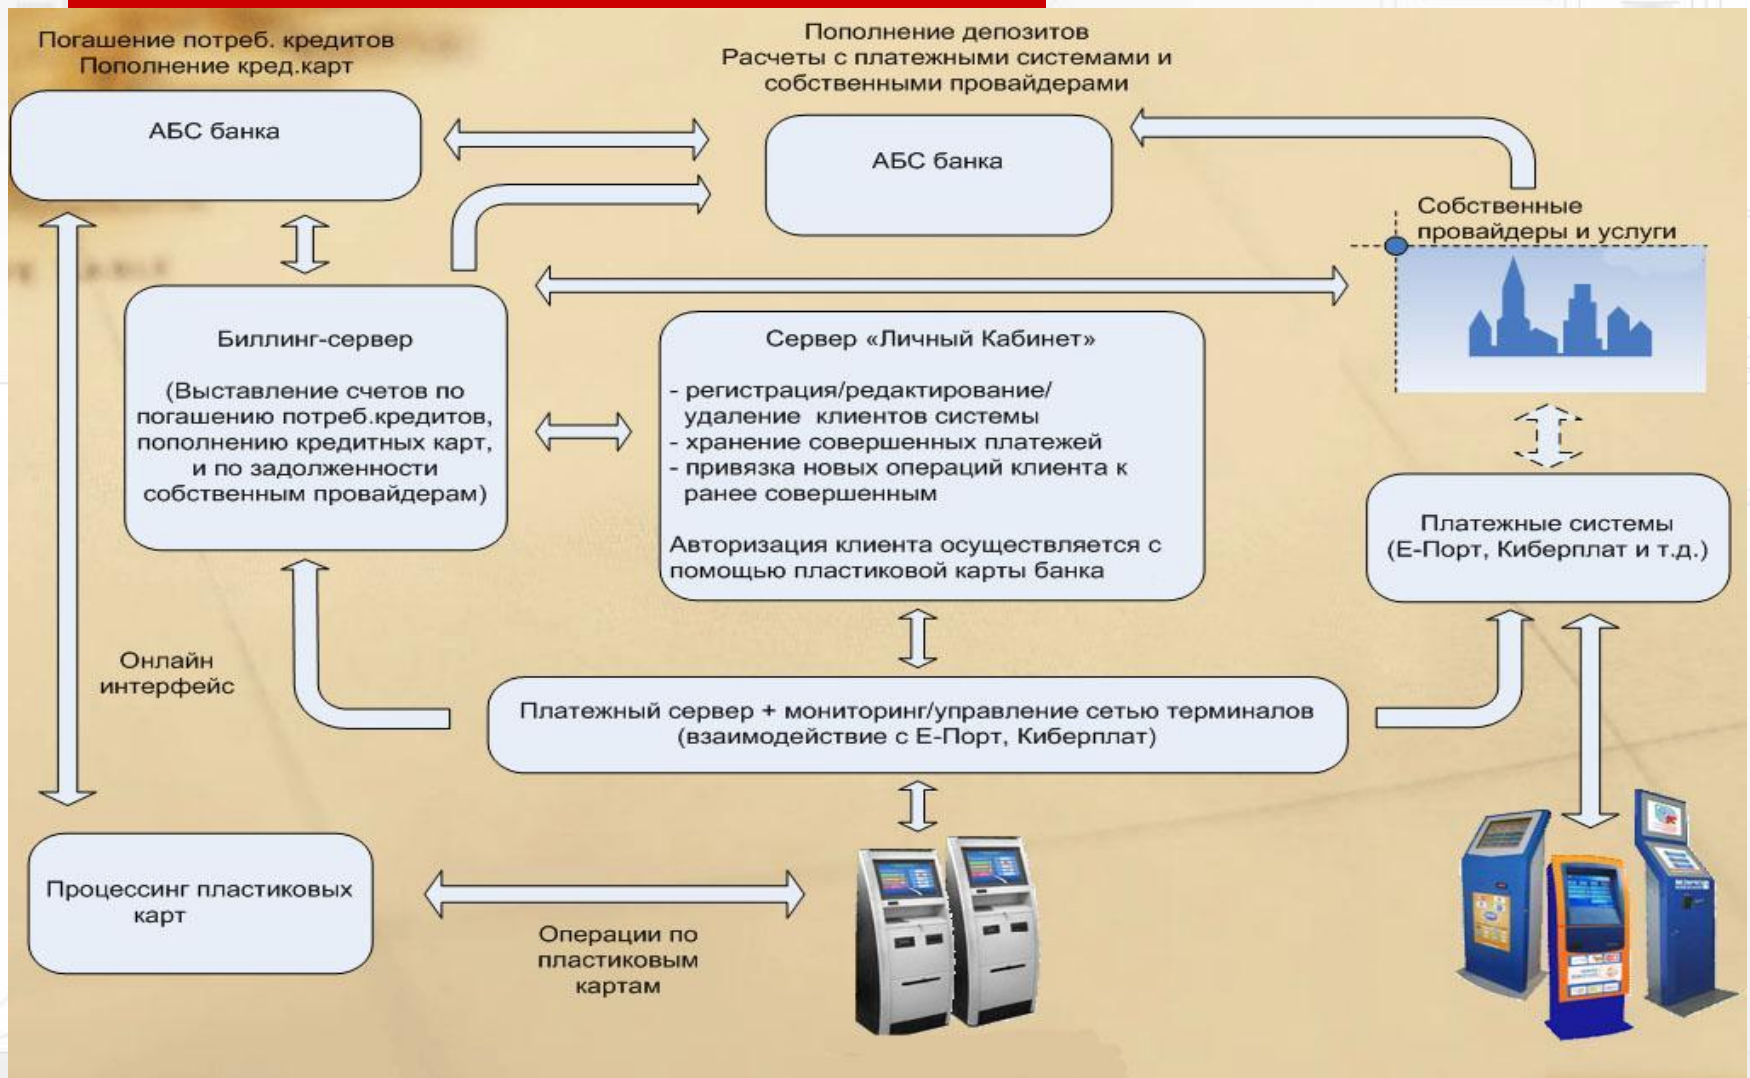 Погашение потреб. кредитов
Пополнение кред.карт
АБС банка
Пополнение депозитов
Расчеты с платежными системами и
собственными провайдерами
АБС банка
Собственные
провайдеры и услуги
Биллинг-сервер
(Выставление счетов по
погашению потреб.кредитов,
пополнению кредитных карт,
и по задолженности
собственным провайдерам)
Сервер «Личный Кабинет»
- регистрация/редактирование/
удаление клиентов системы
- хранение совершенных платежей
- привязка новых операций клиента к
ранее совершенным
Авторизация клиента осуществляется с
помощью пластиковой карты банка
Платежные системы
(Е-Порт, Киберплат и т.д.)
Онлайн
интерфейс
Платежный сервер + мониторинг/управление сетью терминалов
(взаимодействие с Е-Порт, Киберплат)
Процессинг пластиковых
карт
Операции по
пластиковым
картам